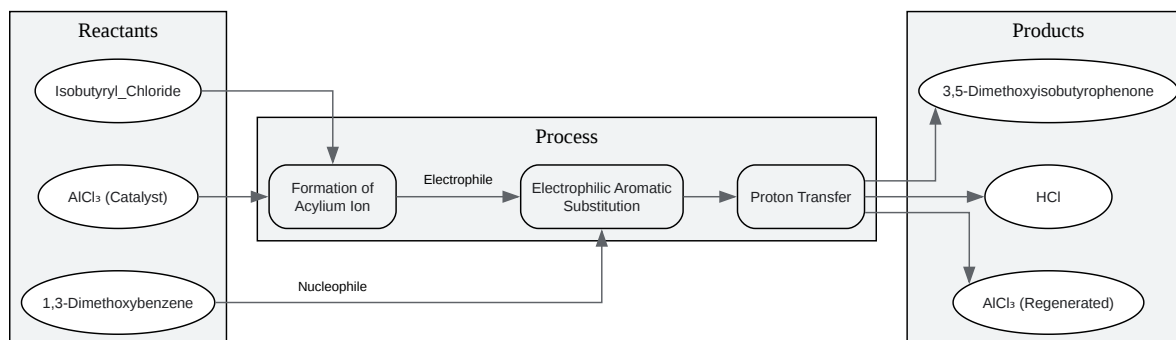 Reactants
Isobutyryl_Chloride
AlCl₃ (Catalyst)
1,3-Dimethoxybenzene
Process
Formation of
Acylium Ion
Electrophile
Electrophilic Aromatic
Substitution
Proton Transfer
Nucleophile
Products
3,5-Dimethoxyisobutyrophenone
HCl
AlCl₃ (Regenerated)